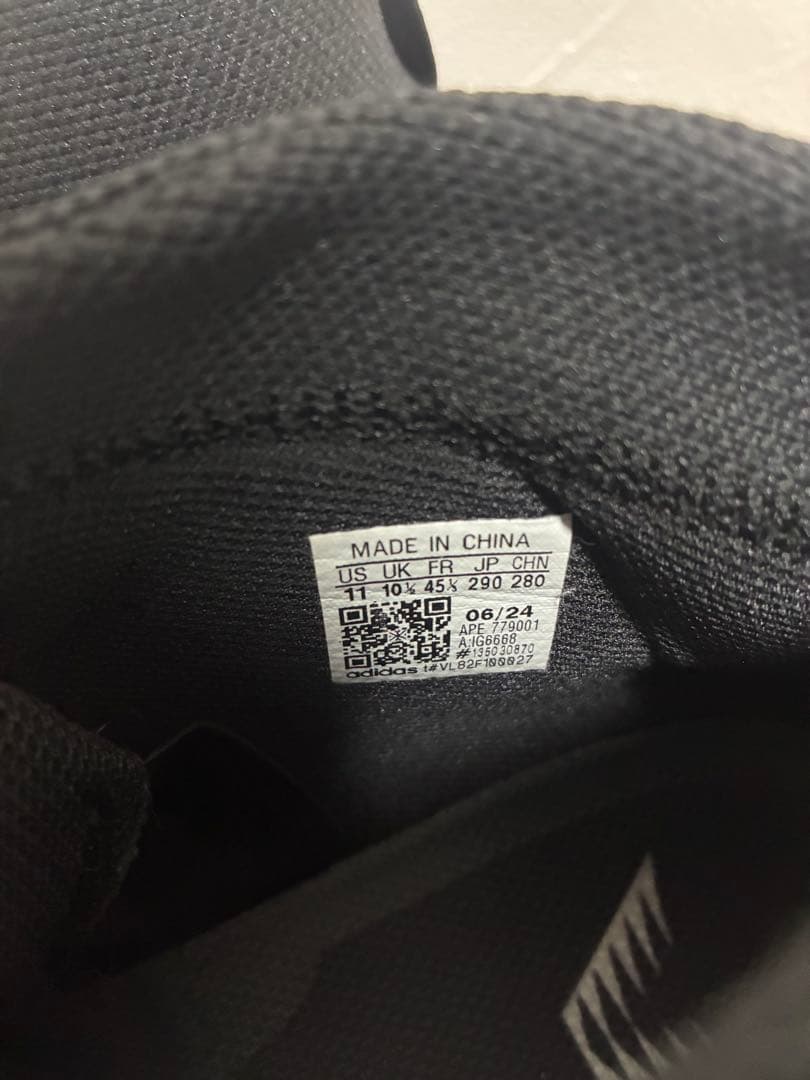 MADE IN CHINA
US UK FR JP CHN
11 10½ 45⅓ 290 280
06/24
APE 779001
A:IG6668
#135030870
adidas t#VL82F100027